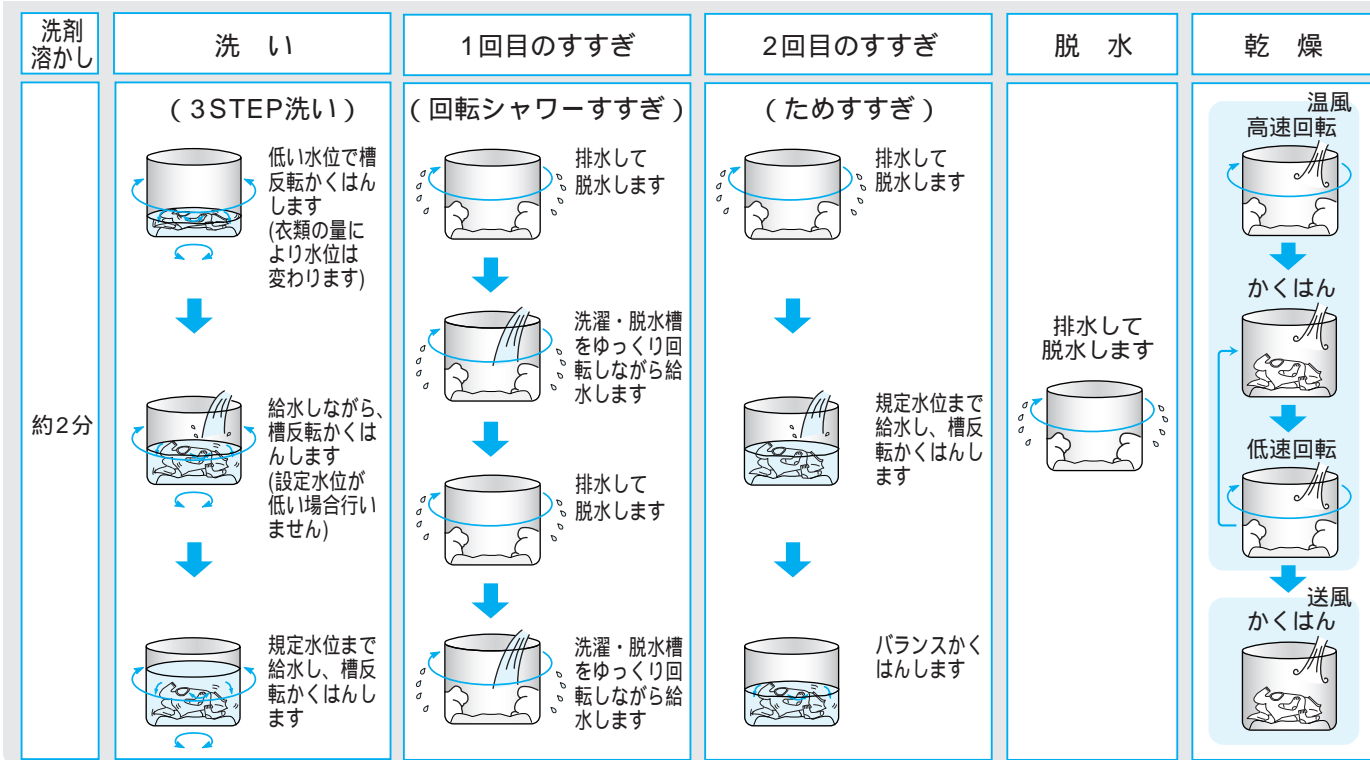 洗剤
溶かし
洗 い
1回目のすすぎ
2回目のすすぎ
脱 水
乾 燥
約2分
(3STEP洗い)
低い水位で槽
反転かくはん
します
(衣類の量に
より水位は
変わります)
給水しながら、
槽反転かくは
んします
(設定水位が
低い場合行い
ません)
規定水位まで
給水し、槽反
転かくはんし
ます
(回転シャワーすすぎ)
排水して
脱水します
洗濯・脱水槽
をゆっくり回
転しながら給
水します
排水して
脱水します
洗濯・脱水槽
をゆっくり回
転しながら給
水します
(ためすすぎ)
排水して
脱水します
規定水位まで
給水し、槽反
転かくはんし
ます
バランスかく
はんします
排水して
脱水します
温風
高速回転
かくはん
低速回転
送風
かくはん